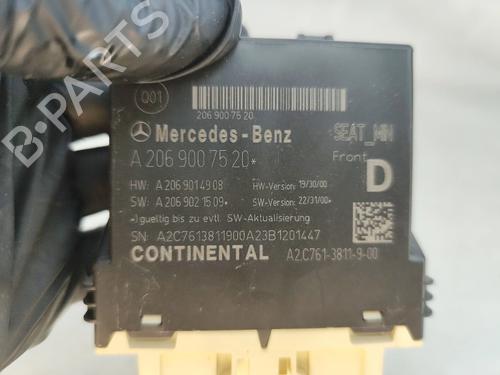 001
206 900 75 20
Mercedes-Benz
SEAT_MN
A 206 900 75 20*
Front
D
HW: A 206 901 49 08
HW-Version: 19/30/00
SW: A 206 902 15 09*
SW-Version: 22/31/00*
*)gueltig bis zu evtl. SW-Aktualisierung
SN: A2C7613811900A23B1201447
CONTINENTAL
A2C761-3811-9-00
B-PARTS